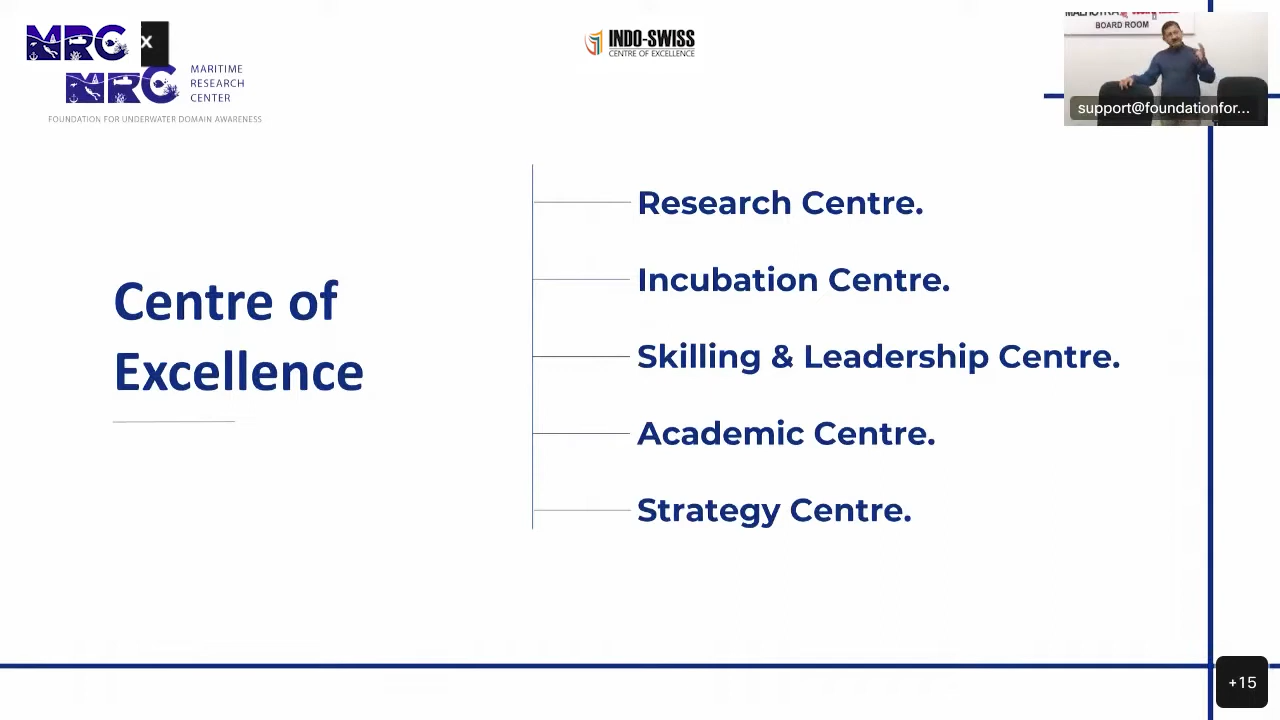 MRC
x
MRC
MARITIME
RESEARCH
CENTER
FOUNDATION FOR UNDERWATER DOMAIN AWARENESS
INDO-SWISS
CENTRE OF EXCELLENCE
BOARD ROOM
support@foundationfor...
Centre of
Excellence
Research Centre.
Incubation Centre.
Skilling & Leadership Centre.
Academic Centre.
Strategy Centre.
+15